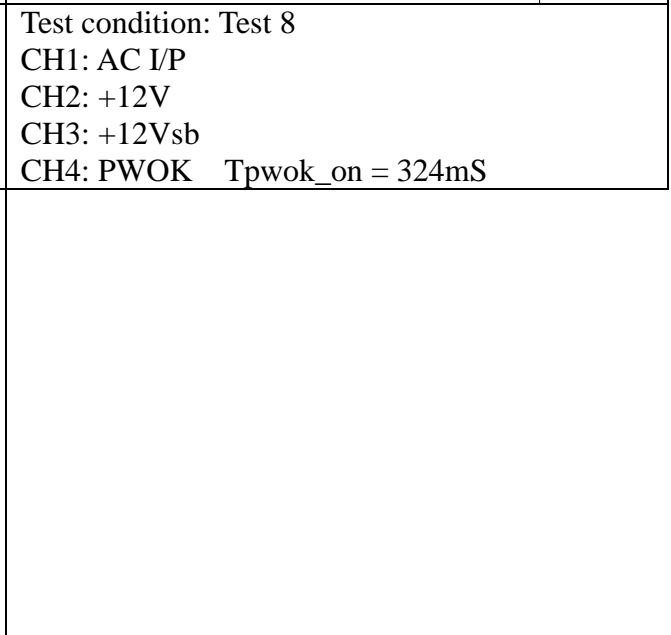 Test condition: Test 8
CH1: AC I/P
CH2: +12V
CH3: +12Vsb
CH4: PWOK Tpwok_on = 324mS